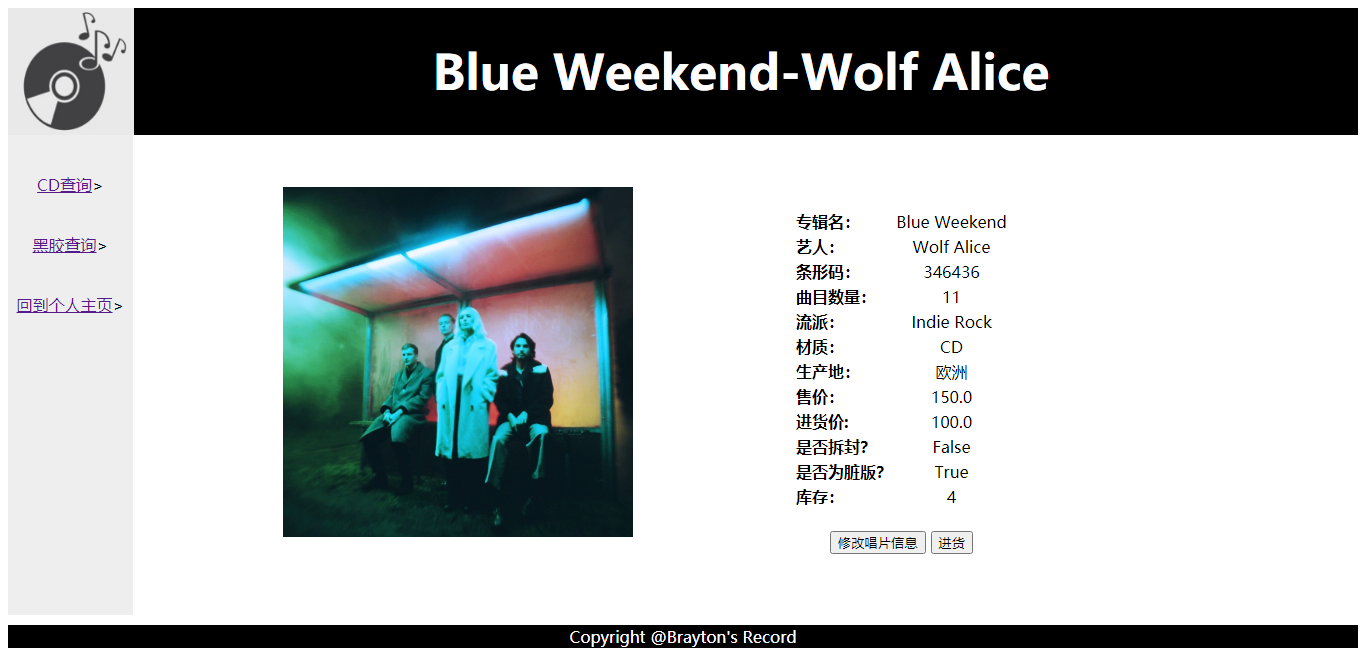 Blue Weekend-Wolf Alice
CD查询>
黑胶查询>
回到个人主页>
专辑名： Blue Weekend
艺人： Wolf Alice
条形码： 346436
曲目数量： 11
流派： Indie Rock
材质： CD
生产地： 欧洲
售价： 150.0
进货价: 100.0
是否拆封? False
是否为脏版? True
库存： 4
修改唱片信息 进货
Copyright @Brayton's Record